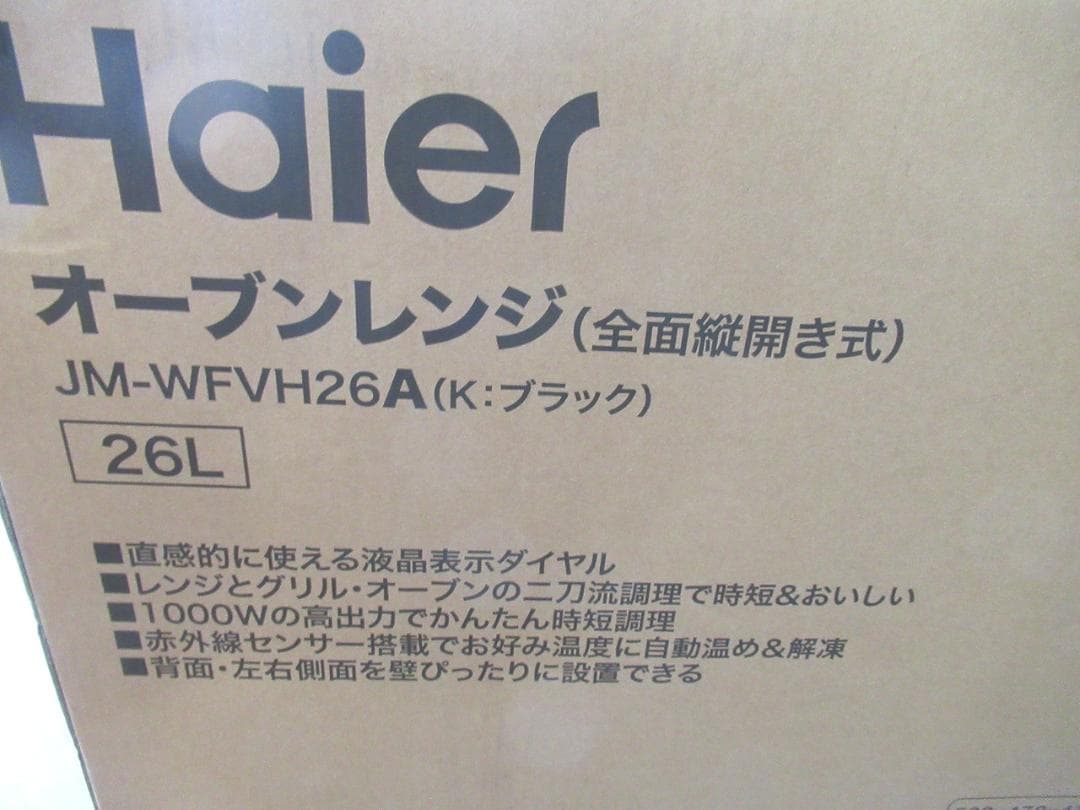 Haier
オーブンレンジ(全面縦開き式)
JM-WFVH26A(K:ブラック)
26L
■直感的に使える液晶表示ダイヤル
■レンジとグリル・オーブンの二刀流調理で時短&おいしい
■1000Wの高出力でかんたん時短調理
■赤外線センサー搭載でお好み温度に自動温め&解凍
■背面・左右側面を壁ぴったりに設置できる